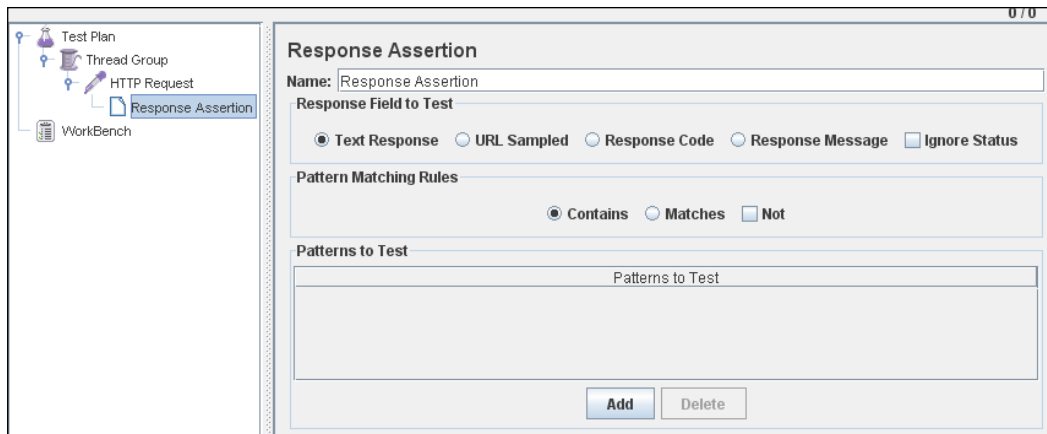 0 / 0
Test Plan
Thread Group
HTTP Request
Response Assertion
WorkBench
Response Assertion
Name: Response Assertion
Response Field to Test
Text Response URL Sampled Response Code Response Message Ignore Status
Pattern Matching Rules
Contains Matches Not
Patterns to Test
Patterns to Test
Add Delete